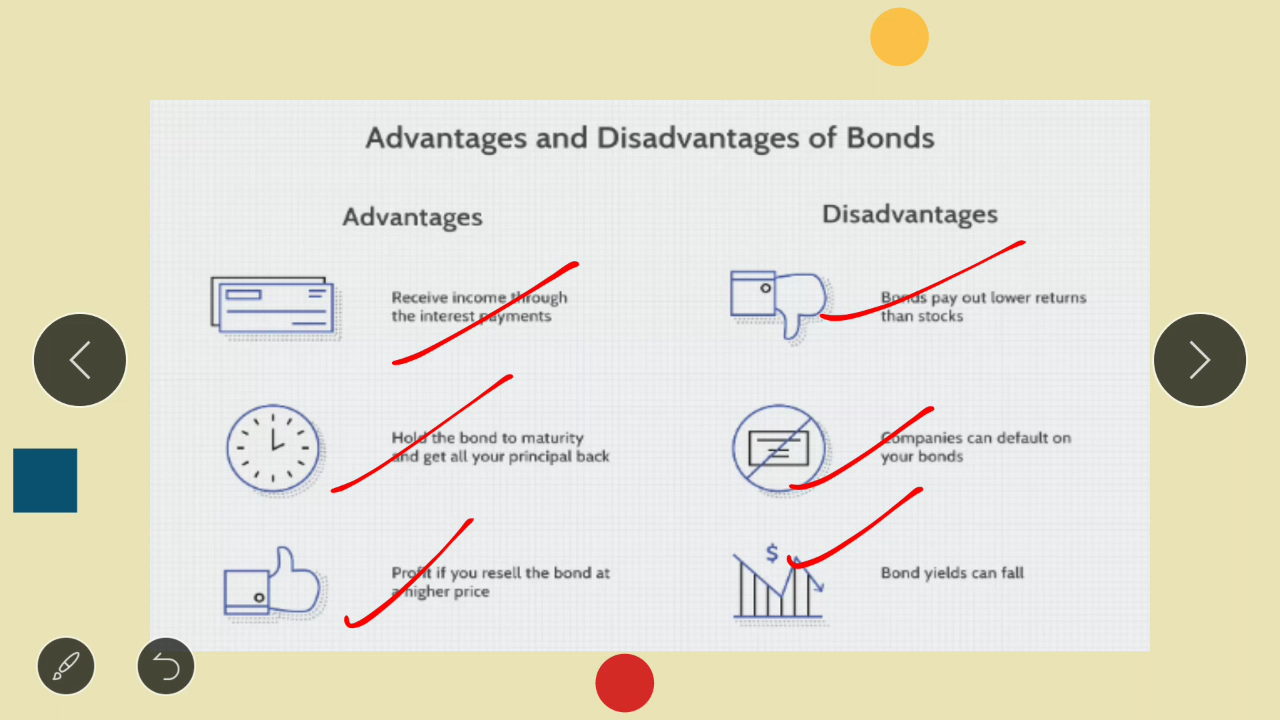 Advantages and Disadvantages of Bonds
Advantages
Receive income through
the interest payments
Hold the bond to maturity
and get all your principal back
Profit if you resell the bond at
a higher price
Disadvantages
Bonds pay out lower returns
than stocks
Companies can default on
your bonds
$
Bond yields can fall